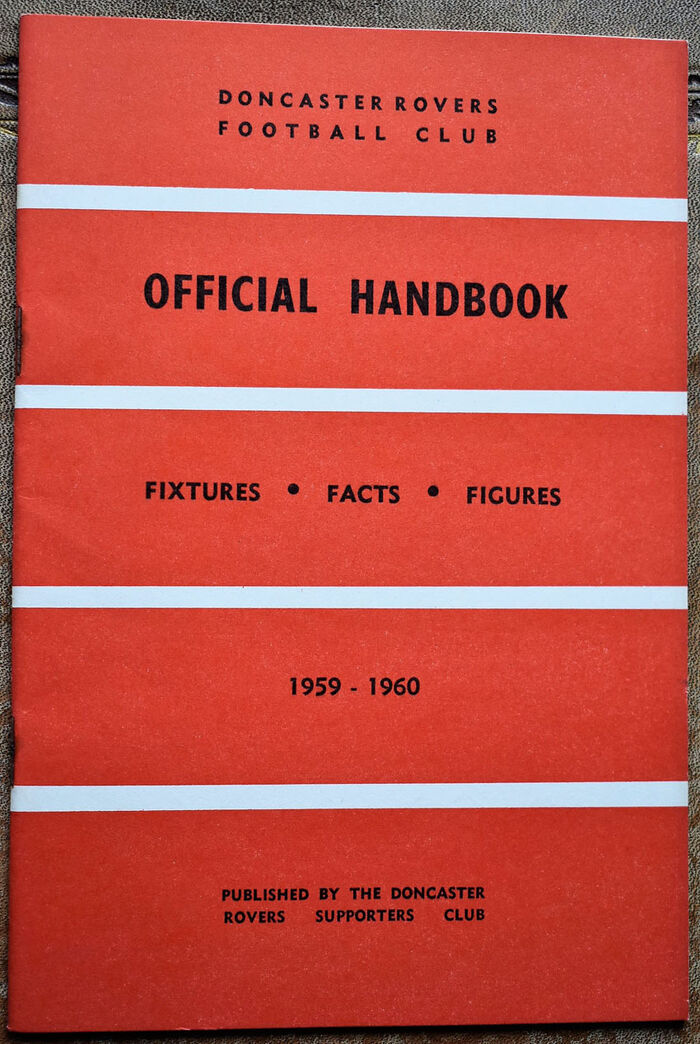 DONCASTER ROVERS
FOOTBALL CLUB
OFFICIAL HANDBOOK
FIXTURES • FACTS • FIGURES
1959 - 1960
PUBLISHED BY THE DONCASTER
ROVERS SUPPORTERS CLUB